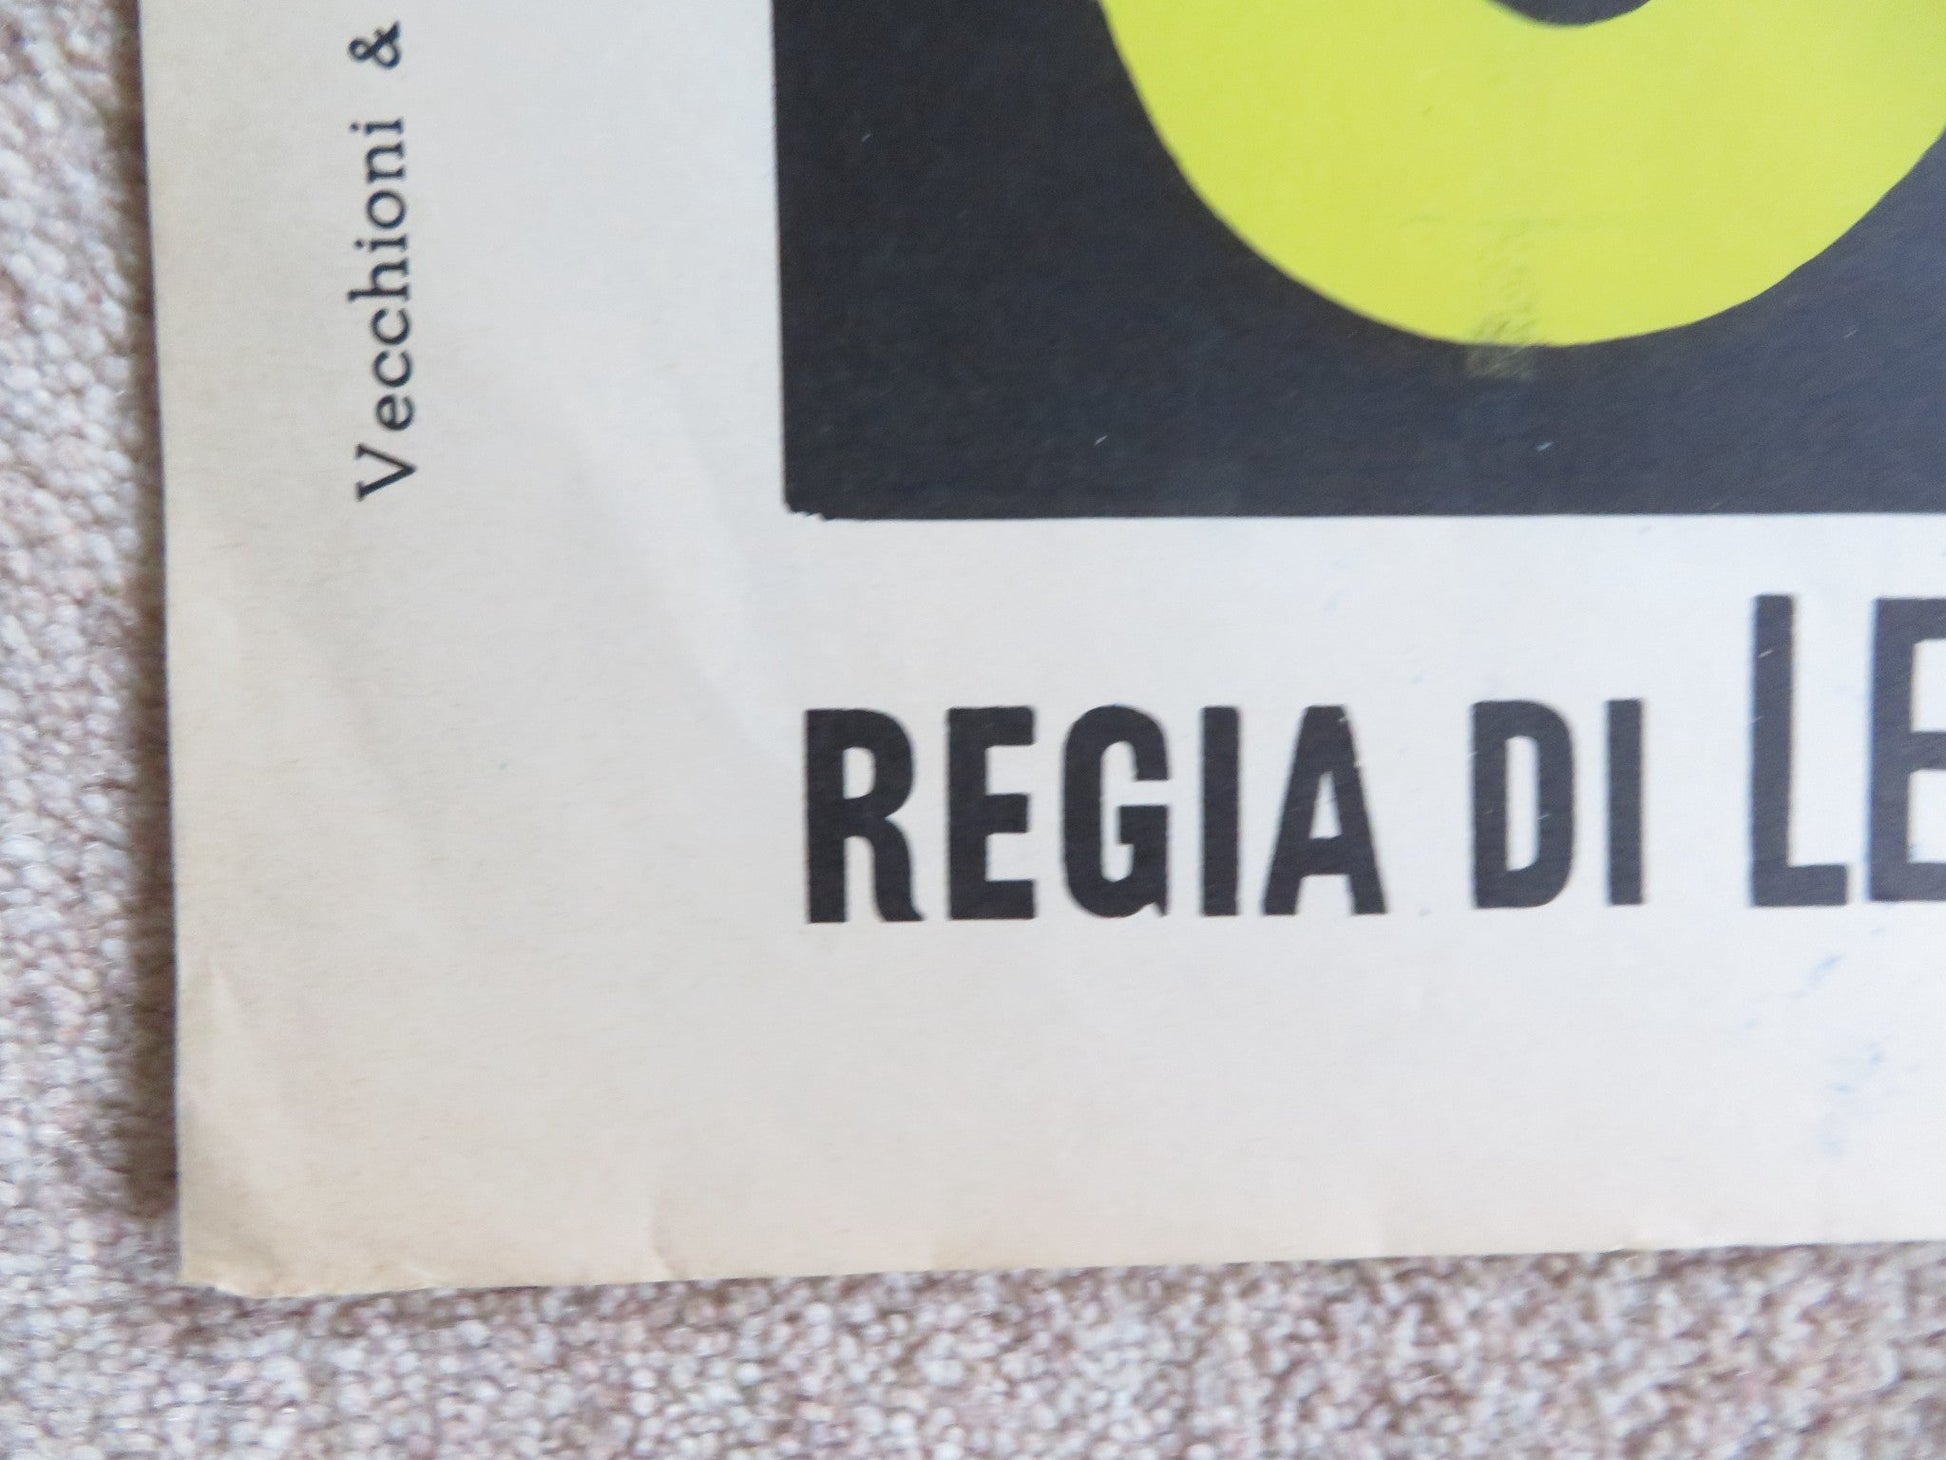 Vecchioni &
REGIA DI LE